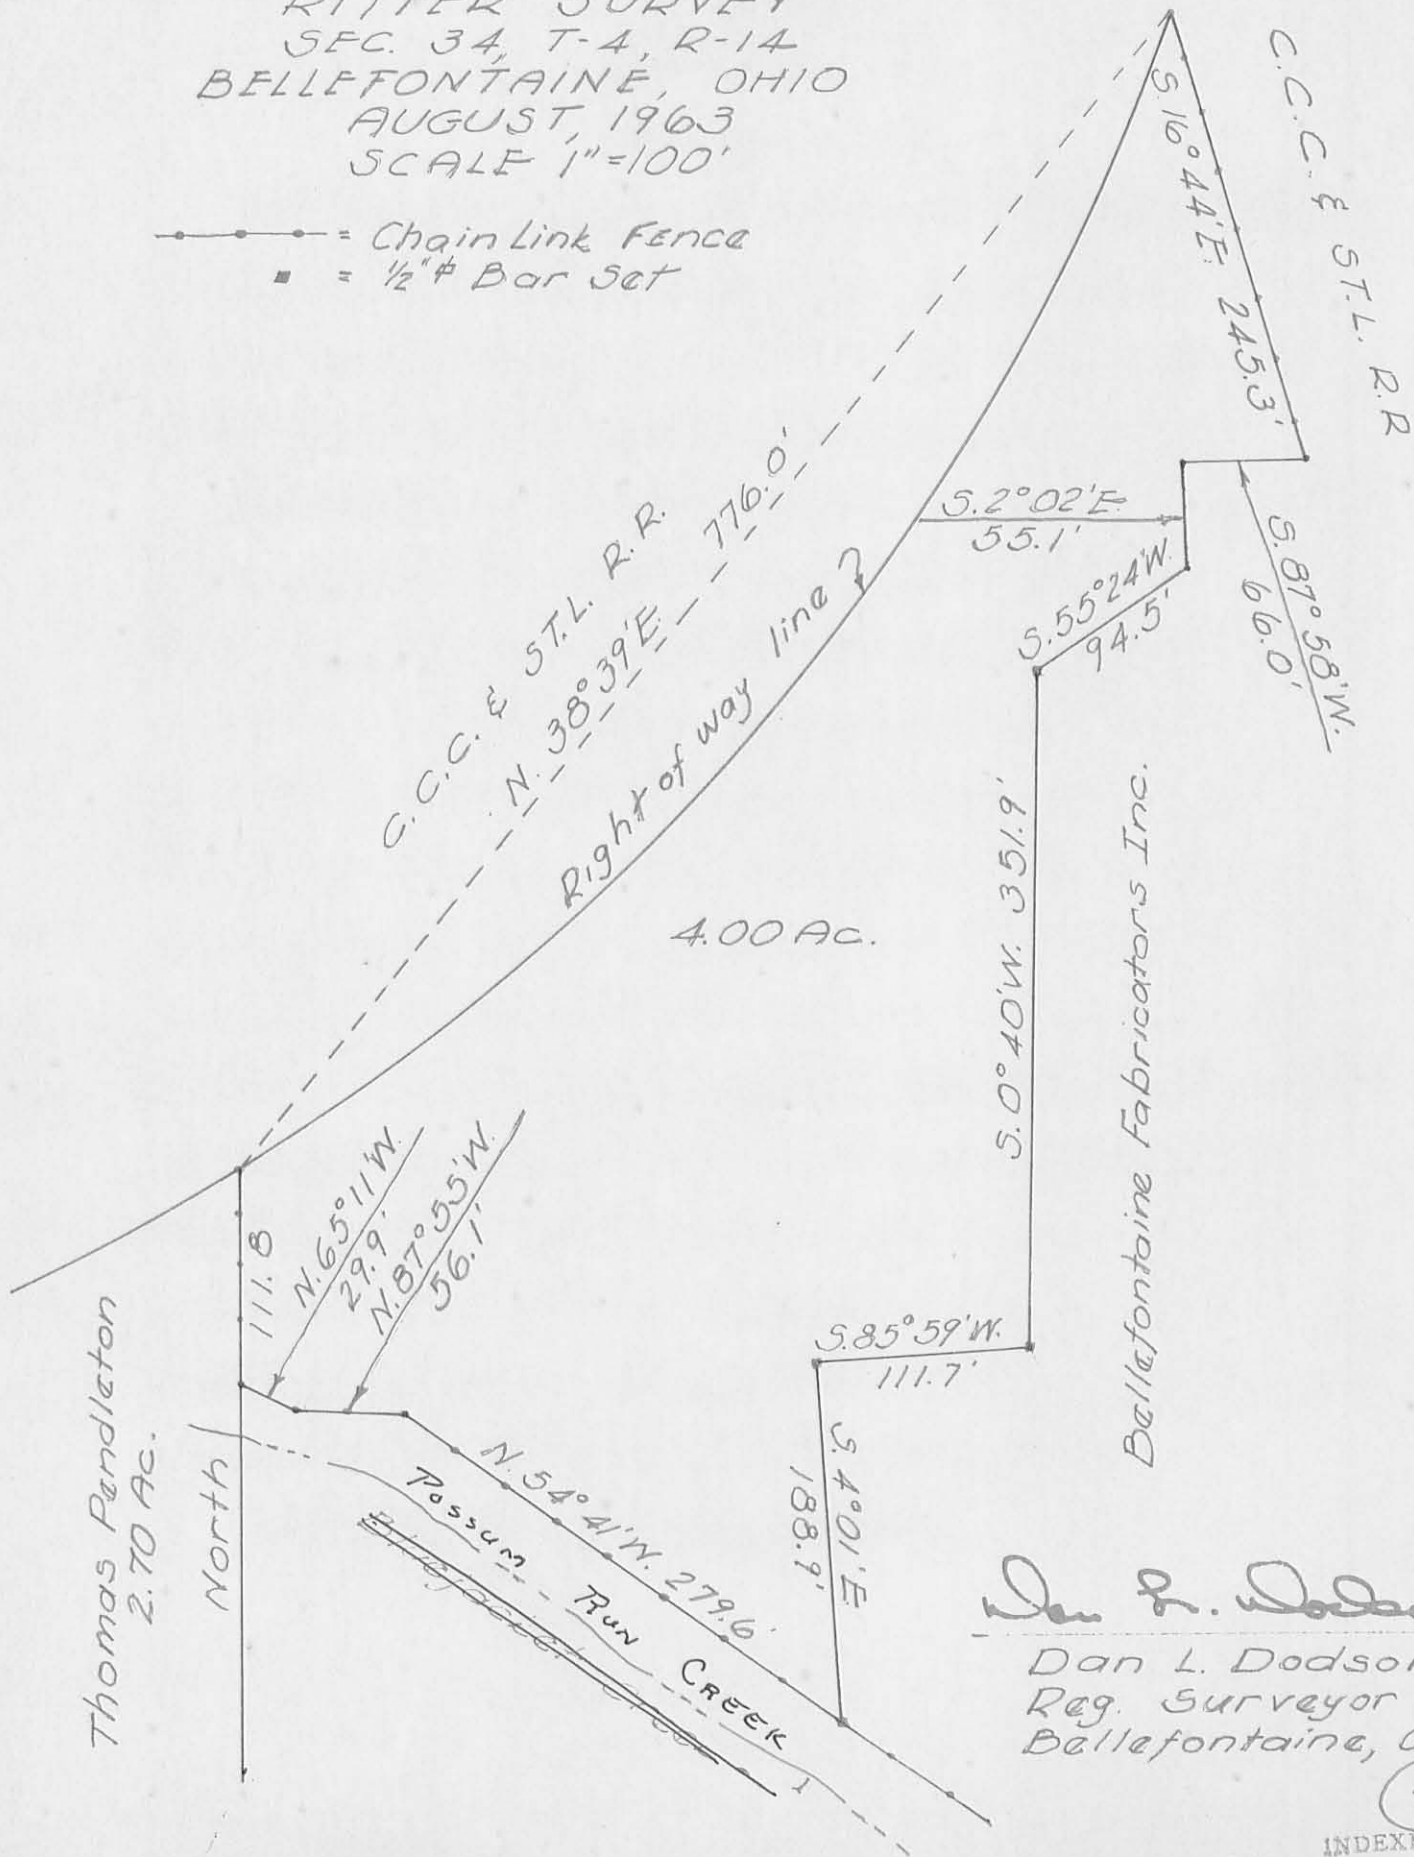 RITTER SURVEY
SEC. 34, T-4, R-14
BELLEFONTAINE, OHIO
AUGUST, 1963
SCALE 1"=100'
= Chain Link Fence
= 1/2"ϕ Bar Set
C.C.C. & ST.L. R.R
S.16°44'E. 245.3'
C.C.C. & ST.L. R.R.
N. 38°39'E. 776.0'
Right of way line
S.2°02'E.
55.1'
S.87°58'W.
66.0'
S.55°24'W.
94.5'
S.0°40'W. 351.9'
Bellefontaine Fabricators Inc.
4.00 Ac.
111.8
N.65°11'W.
29.9'
N.87°55'W.
56.1'
S.85°59'W.
111.7'
S.4°01'E
188.9'
N.54°41'W. 279.6'
POSSUM RUN CREEK
Thomas Pendleton
2.70 Ac.
North
Dan L. Dodson
Reg. Surveyor
Bellefontaine,